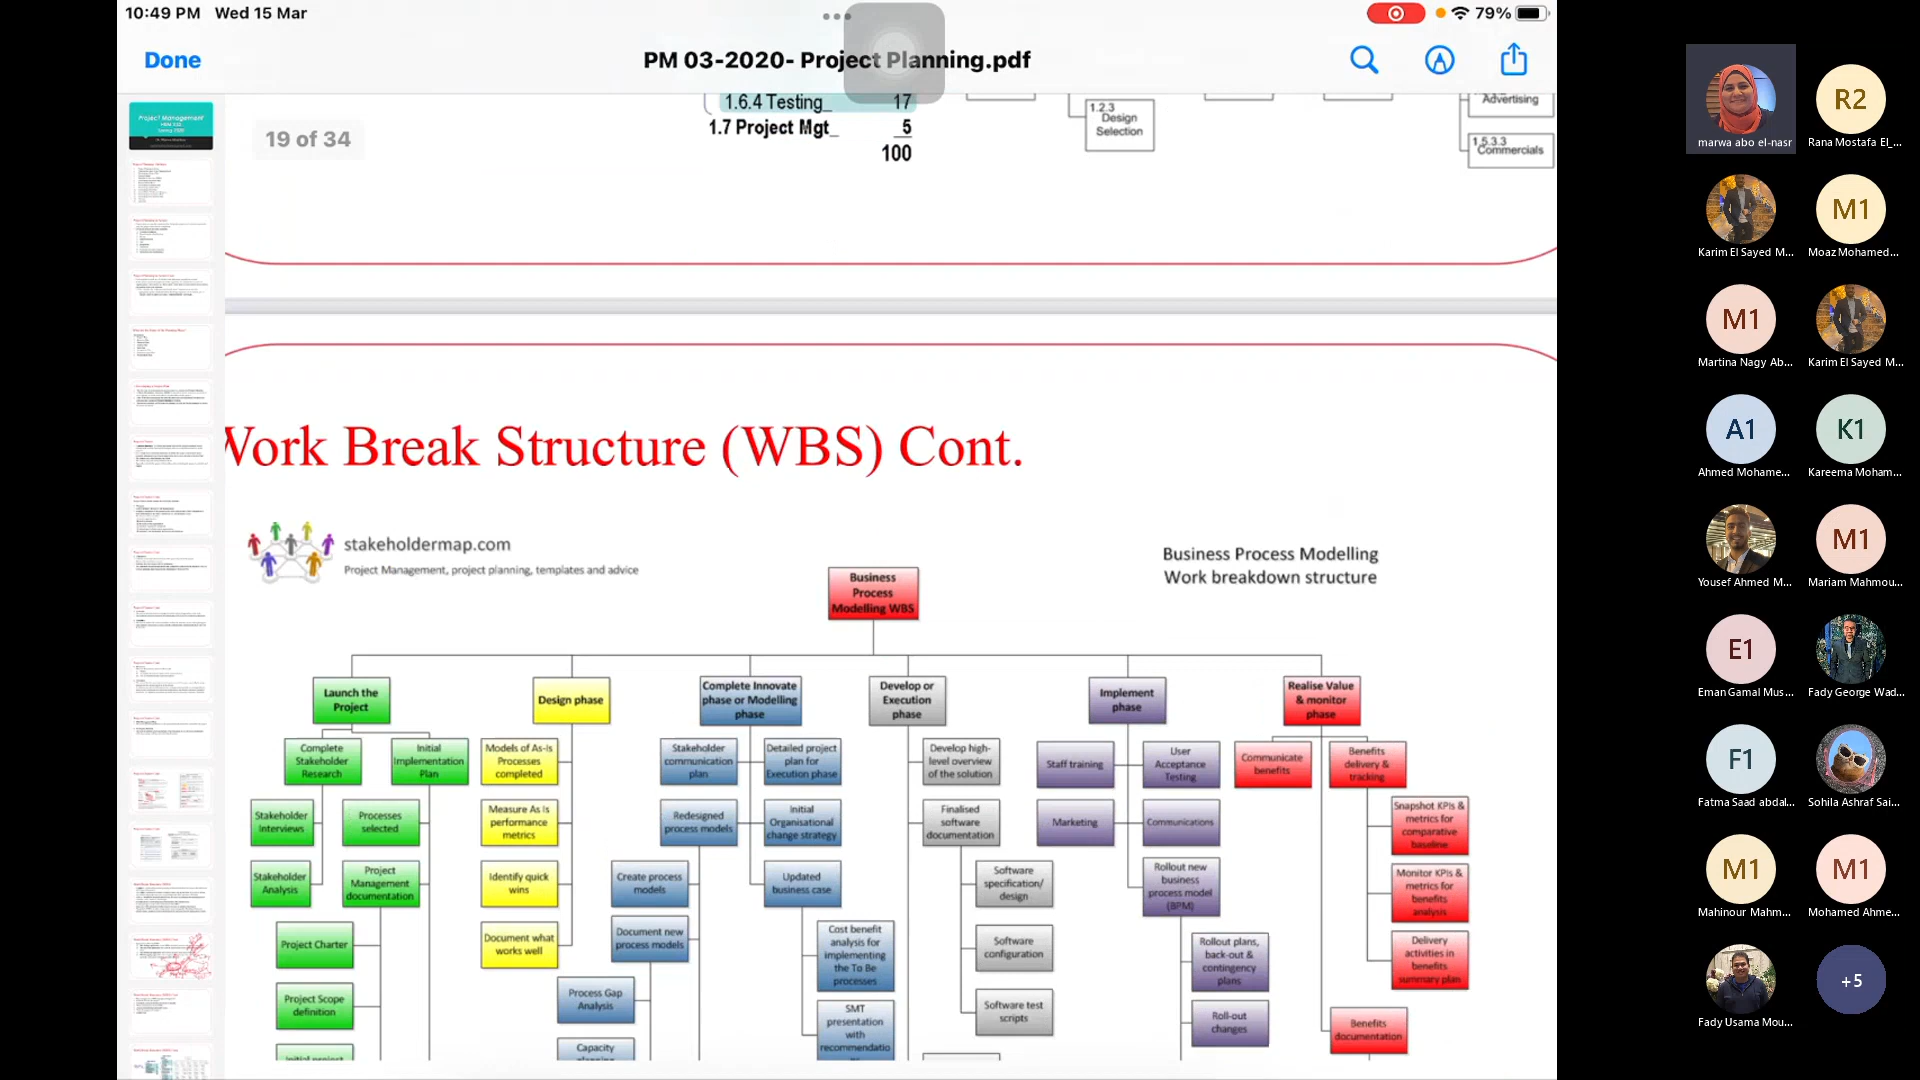 10:49 PM Wed 15 Mar
79%
Done
PM 03-2020- Project Planning.pdf
19 of 34
1.6.4 Testing_ 17
1.7 Project Mgt_ 5
100
1.2.3
Design
Selection
Advertising
1.5.3.3
Commercials
Work Break Structure (WBS) Cont.
stakeholdermap.com
Project Management, project planning, templates and advice
Business Process Modelling
Work breakdown structure
Business
Process
Modelling WBS
Launch the
Project
Design phase
Complete Innovate
phase or Modelling
phase
Develop or
Execution
phase
Implement
phase
Realise Value
& monitor
phase
Complete
Stakeholder
Research
Initial
Implementation
Plan
Models of As-Is
Processes
completed
Stakeholder
communication
plan
Detailed project
plan for
Execution phase
Develop high-
level overview
of the solution
Staff training
User
Acceptance
Testing
Communicate
benefits
Benefits
delivery &
tracking
Stakeholder
Interviews
Processes
selected
Measure As Is
performance
metrics
Redesigned
process models
Initial
Organisational
change strategy
Finalised
software
documentation
Marketing
Communications
Snapshot KPIs &
metrics for
comparative
baseline
Stakeholder
Analysis
Project
Management
documentation
Identify quick
wins
Create process
models
Updated
business case
Software
specification/
design
Rollout new
business
process model
(BPM)
Monitor KPIs &
metrics for
benefits
analysis
Project Charter
Document what
works well
Document new
process models
Cost benefit
analysis for
implementing
the To Be
processes
Software
configuration
Rollout plans,
back-out &
contingency
plans
Delivery
activities in
benefits
summary plan
Project Scope
definition
Process Gap
Analysis
SMT
presentation
with
recommendatio
Software test
scripts
Roll-out
changes
Benefits
documentation
Initial project
Capacity
marwa abo el-nasr
R2
Rana Mostafa El_...
Karim El Sayed M...
M1
Moaz Mohamed...
M1
Martina Nagy Ab...
Karim El Sayed M...
A1
Ahmed Mohame...
K1
Kareema Moham...
Yousef Ahmed M...
M1
Mariam Mahmou...
E1
Eman Gamal Mus...
Fady George Wad...
F1
Fatma Saad abdal...
Sohila Ashraf Sai...
M1
Mahinour Mahm...
M1
Mohamed Ahme...
Fady Usama Mou...
+5